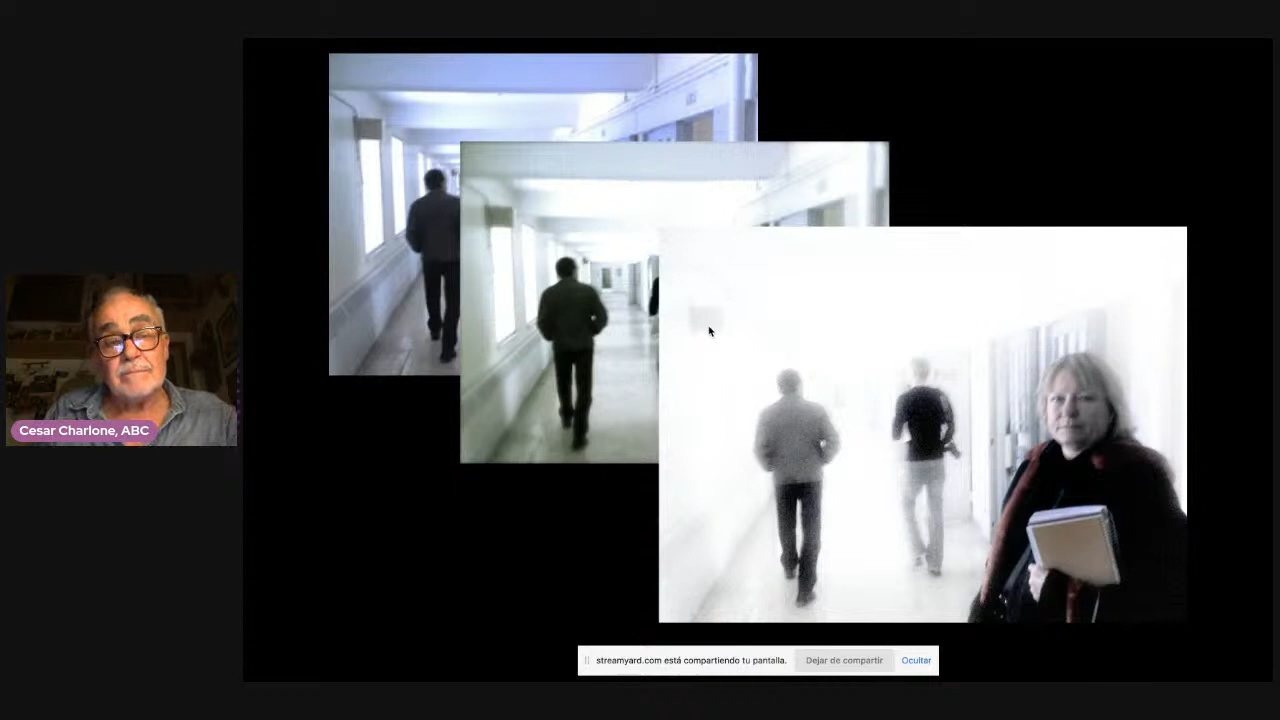 Cesar Charlone, ABC
streamyard.com está compartiendo tu pantalla. Dejar de compartir Ocultar